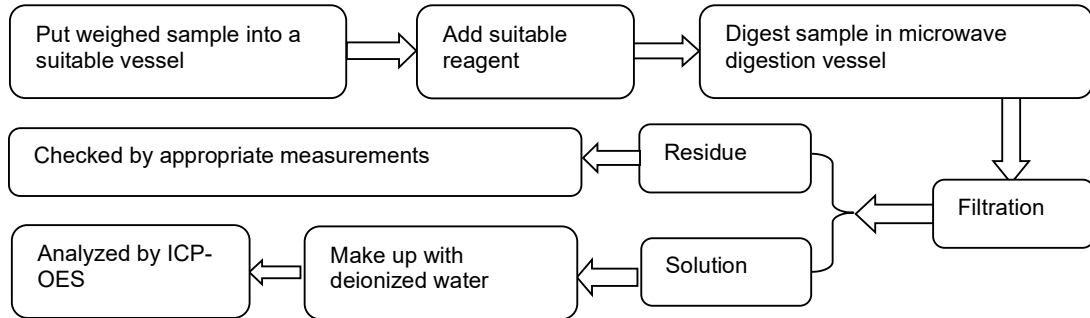 Put weighed sample into a
suitable vessel
Add suitable
reagent
Digest sample in microwave
digestion vessel
Filtration
Residue
Checked by appropriate measurements
Solution
Make up with
deionized water
Analyzed by ICP-
OES